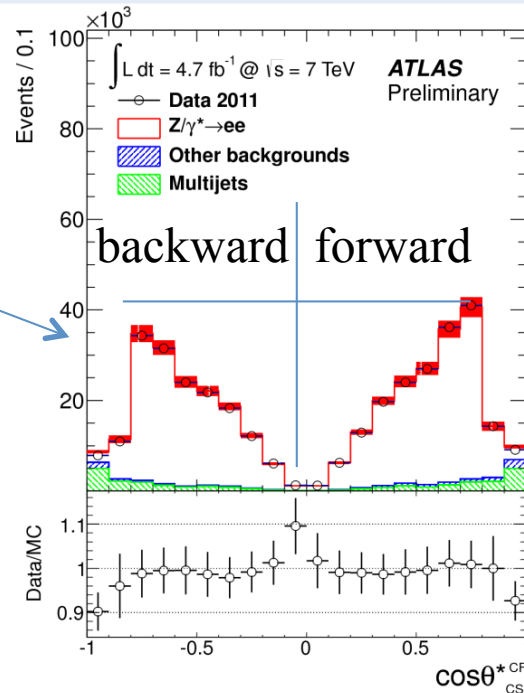 ×10³
Events / 0.1
100
80
60
40
20
∫L dt = 4.7 fb⁻¹ @ √s = 7 TeV
ATLAS
Preliminary
Data 2011
Z/γ*→ee
Other backgrounds
Multijets
backward forward
Data/MC
1.1
1
0.9
-1 -0.5 0 0.5
cosθ*
CS